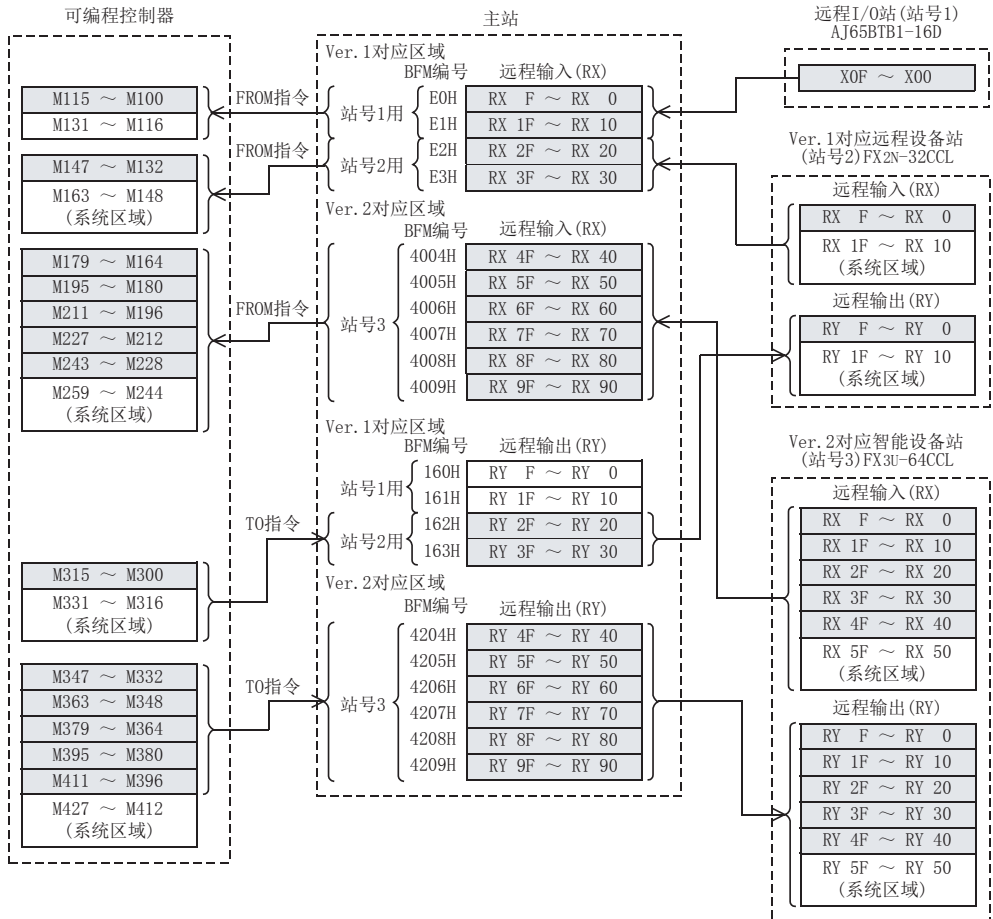 可编程控制器
M115 ～ M100
M131 ～ M116
M147 ～ M132
M163 ～ M148
(系统区域)
M179 ～ M164
M195 ～ M180
M211 ～ M196
M227 ～ M212
M243 ～ M228
M259 ～ M244
(系统区域)
M315 ～ M300
M331 ～ M316
(系统区域)
M347 ～ M332
M363 ～ M348
M379 ～ M364
M395 ～ M380
M411 ～ M396
M427 ～ M412
(系统区域)
FROM指令
FROM指令
FROM指令
TO指令
TO指令
主站
Ver.1对应区域
BFM编号 远程输入(RX)
站号1用
E0H RX F ～ RX 0
E1H RX 1F ～ RX 10
站号2用
E2H RX 2F ～ RX 20
E3H RX 3F ～ RX 30
Ver.2对应区域
BFM编号 远程输入(RX)
站号3
4004H RX 4F ～ RX 40
4005H RX 5F ～ RX 50
4006H RX 6F ～ RX 60
4007H RX 7F ～ RX 70
4008H RX 8F ～ RX 80
4009H RX 9F ～ RX 90
Ver.1对应区域
BFM编号 远程输出(RY)
站号1用
160H RY F ～ RY 0
161H RY 1F ～ RY 10
站号2用
162H RY 2F ～ RY 20
163H RY 3F ～ RY 30
Ver.2对应区域
BFM编号 远程输出(RY)
站号3
4204H RY 4F ～ RY 40
4205H RY 5F ～ RY 50
4206H RY 6F ～ RY 60
4207H RY 7F ～ RY 70
4208H RY 8F ～ RY 80
4209H RY 9F ～ RY 90
远程I/O站(站号1)
AJ65BTB1-16D
X0F ～ X00
Ver.1对应远程设备站
(站号2)FX2N-32CCL
远程输入(RX)
RX F ～ RX 0
RX 1F ～ RX 10
(系统区域)
远程输出(RY)
RY F ～ RY 0
RY 1F ～ RY 10
(系统区域)
Ver.2对应智能设备站
(站号3)FX3U-64CCL
远程输入(RX)
RX F ～ RX 0
RX 1F ～ RX 10
RX 2F ～ RX 20
RX 3F ～ RX 30
RX 4F ～ RX 40
RX 5F ～ RX 50
(系统区域)
远程输出(RY)
RY F ～ RY 0
RY 1F ～ RY 10
RY 2F ～ RY 20
RY 3F ～ RY 30
RY 4F ～ RY 40
RY 5F ～ RY 50
(系统区域)